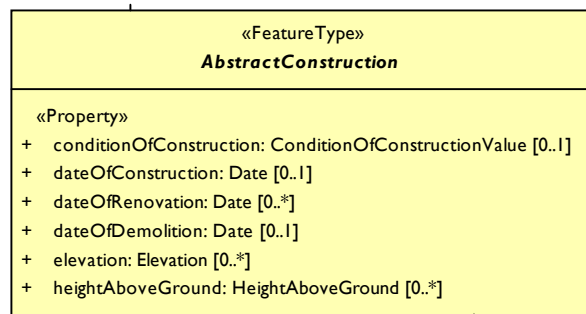 «FeatureType»
AbstractConstruction
«Property»
+ conditionOfConstruction: ConditionOfConstructionValue [0..1]
+ dateOfConstruction: Date [0..1]
+ dateOfRenovation: Date [0..*]
+ dateOfDemolition: Date [0..1]
+ elevation: Elevation [0..*]
+ heightAboveGround: HeightAboveGround [0..*]